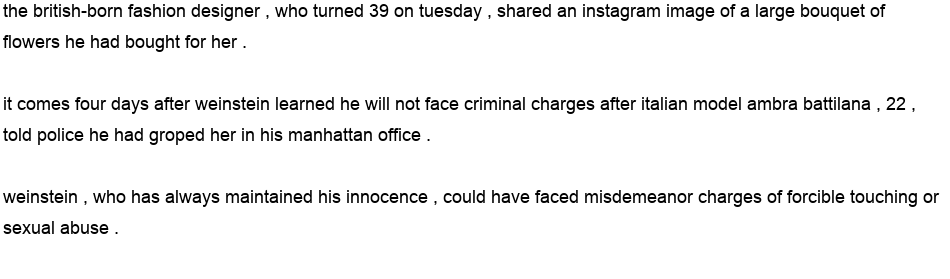 the british-born fashion designer , who turned 39 on tuesday , shared an instagram image of a large bouquet of
flowers he had bought for her .
it comes four days after weinstein learned he will not face criminal charges after italian model ambra battilana , 22 ,
told police he had groped her in his manhattan office .
weinstein , who has always maintained his innocence , could have faced misdemeanor charges of forcible touching or
sexual abuse .